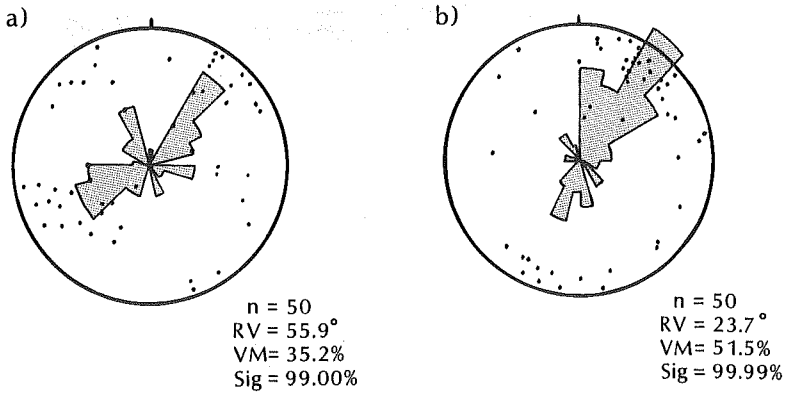 a)
n = 50
RV = 55.9°
VM= 35.2%
Sig = 99.00%
b)
n = 50
RV = 23.7°
VM = 51.5%
Sig = 99.99%